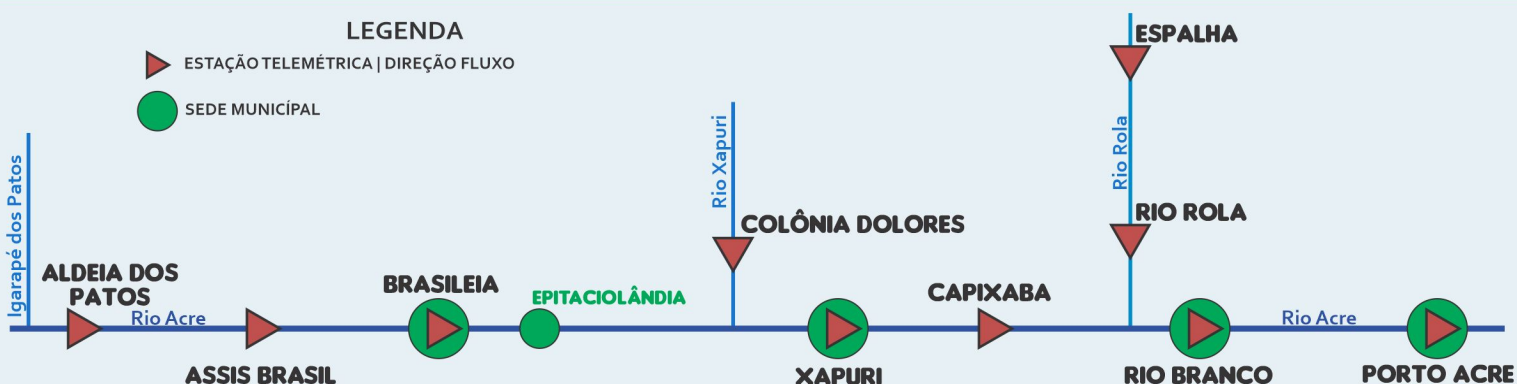 LEGENDA
ESTAÇÃO TELEMÉTRICA | DIREÇÃO FLUXO
SEDE MUNICÍPAL
Igarapé dos Patos
ALDEIA DOS
PATOS
Rio Acre
ASSIS BRASIL
BRASILEIA
EPITACIOLÂNDIA
Rio Xapuri
COLÔNIA DOLORES
XAPURI
CAPIXABA
ESPALHA
Rio Rola
RIO ROLA
RIO BRANCO
Rio Acre
PORTO ACRE